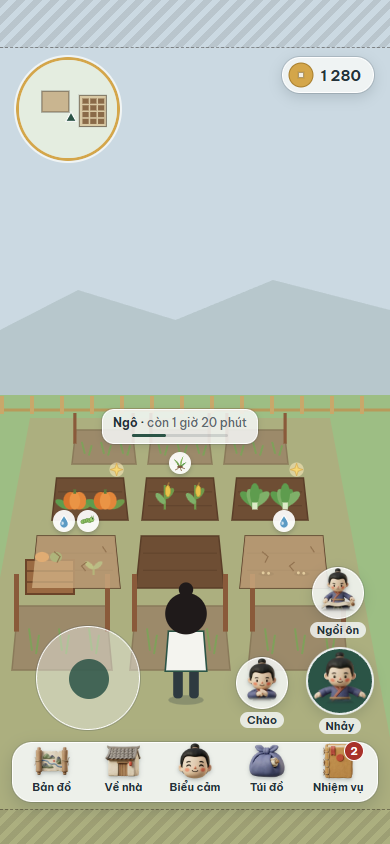 1 280
Ngô · còn 1 giờ 20 phút
Ngồi ôn
Chào
Nhảy
2
Bản đồ
Về nhà
Biểu cảm
Túi đồ
Nhiệm vụ